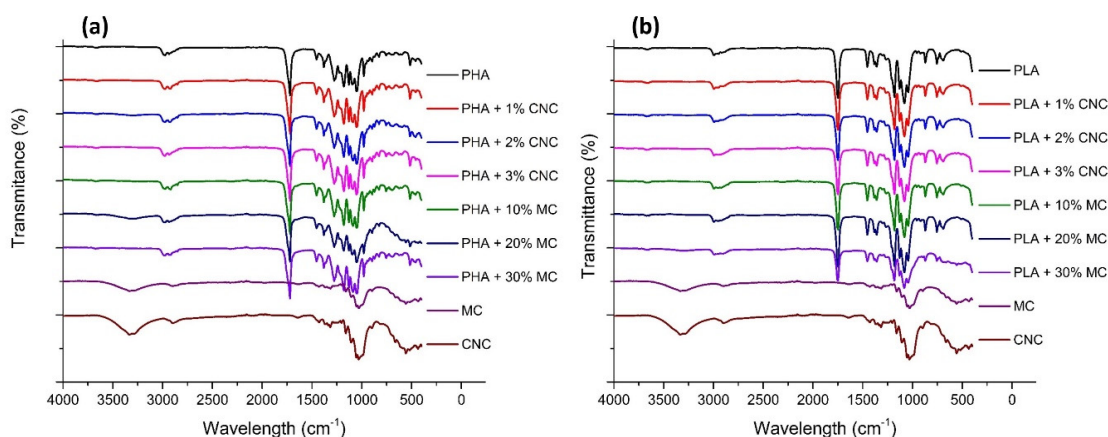 (a)
Transmitance (%)
PHA
PHA + 1% CNC
PHA + 2% CNC
PHA + 3% CNC
PHA + 10% MC
PHA + 20% MC
PHA + 30% MC
MC
CNC
4000 3500 3000 2500 2000 1500 1000 500 0
Wavelength (cm⁻¹)
(b)
Transmittance (%)
PLA
PLA + 1% CNC
PLA + 2% CNC
PLA + 3% CNC
PLA + 10% MC
PLA + 20% MC
PLA + 30% MC
MC
CNC
4000 3500 3000 2500 2000 1500 1000 500 0
Wavelength (cm⁻¹)